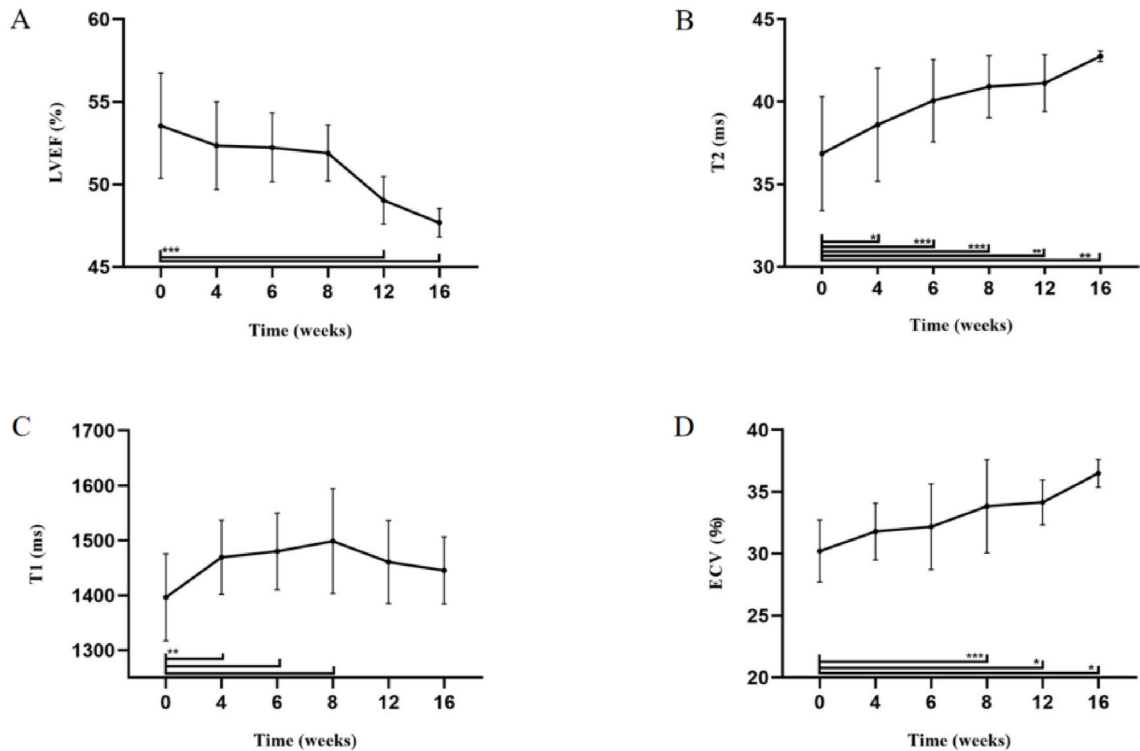 A
60
55
50
45
LVEF (%)
***
0 4 6 8 12 16
Time (weeks)
B
45
40
35
30
T2 (ms)
* *** *** ** **
0 4 6 8 12 16
Time (weeks)
C
1700
1600
1500
1400
1300
T1 (ms)
**
0 4 6 8 12 16
Time (weeks)
D
40
35
30
25
20
ECV (%)
*** * *
0 4 6 8 12 16
Time (weeks)